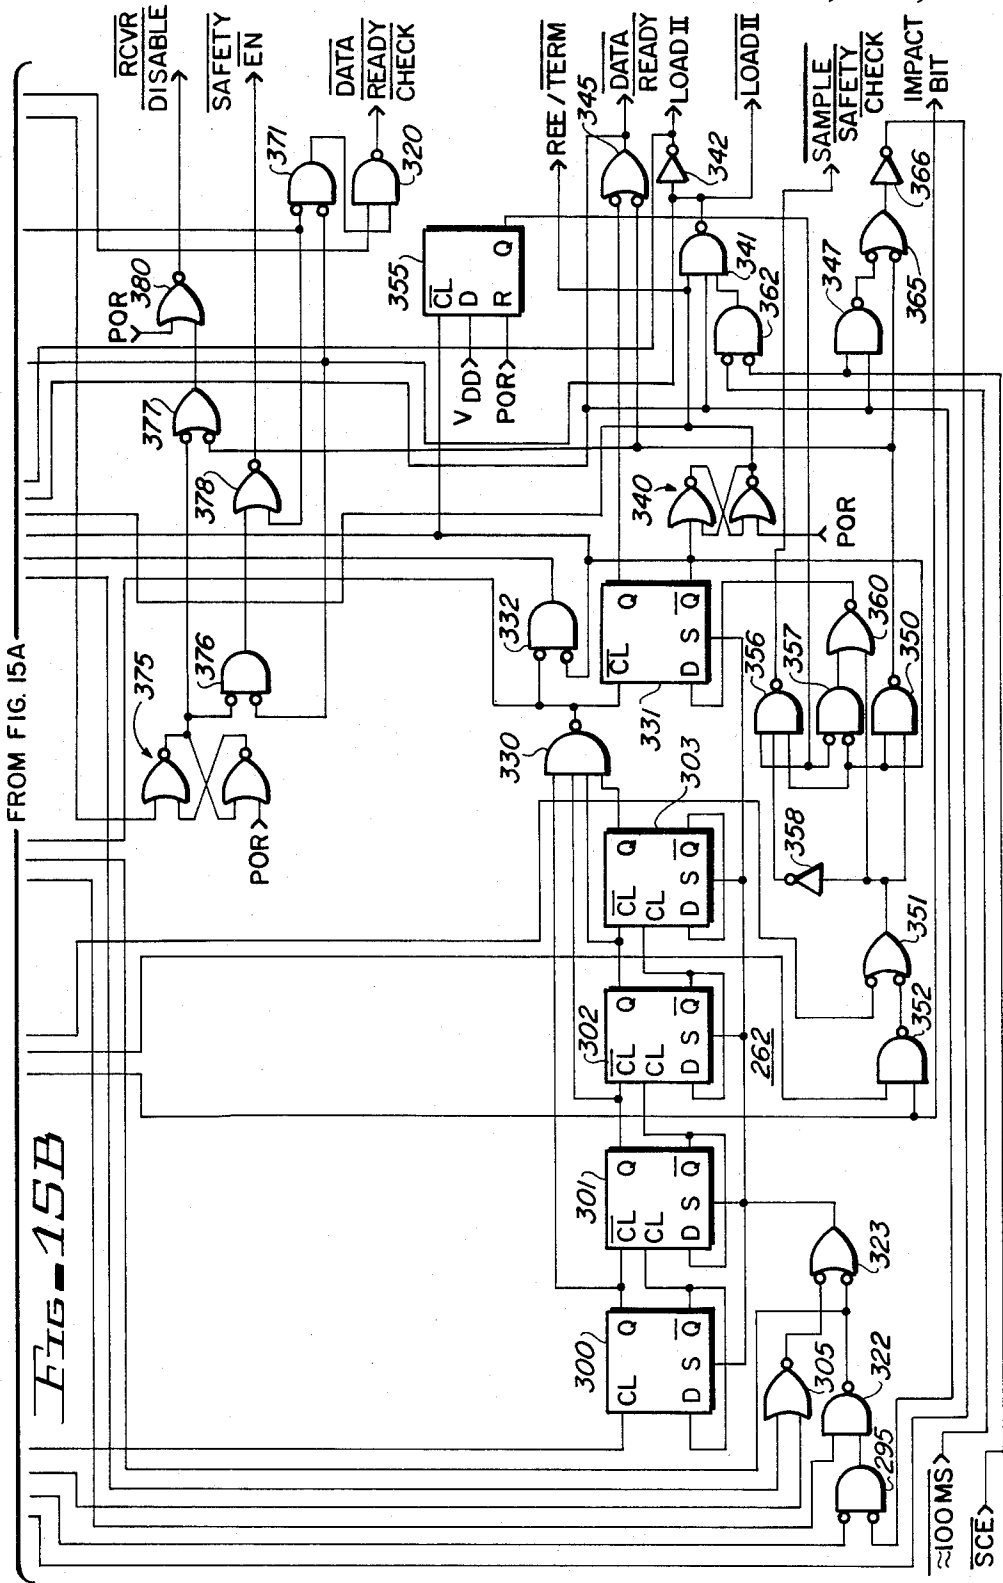 FROM FIG. 15A
FIG-15B
RCVR
DISABLE
SAFETY
EN
DATA
READY
CHECK
REE/TERM
DATA
READY
LOAD II
LOAD II
SAMPLE
SAFETY
CHECK
IMPACT
BIT
POR
380
377
378
371
320
375
376
POR
355
CL
D
R
Q
VDD
POR
345
342
341
362
347
365
366
340
POR
332
330
331
CL
Q
Q
D
S
356
357
360
350
358
351
352
303
CL
CL
D
S
Q
Q
302
CL
CL
D
S
Q
Q
262
301
CL
CL
D
S
Q
Q
300
CL
D
S
Q
Q
323
305
322
295
≈100MS
SCE